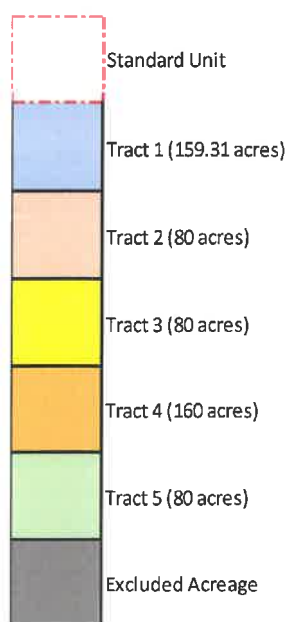 Standard Unit
Tract 1 (159.31 acres)
Tract 2 (80 acres)
Tract 3 (80 acres)
Tract 4 (160 acres)
Tract 5 (80 acres)
Excluded Acreage